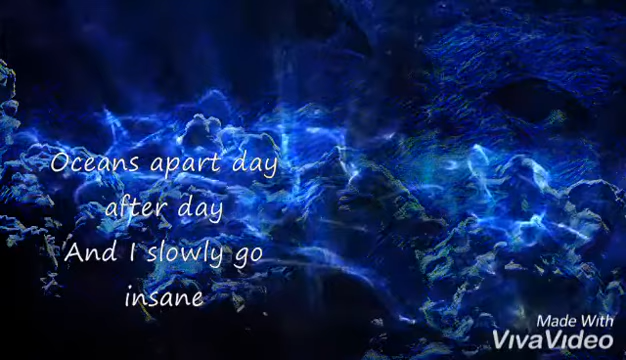 Oceans apart day
after day
And I slowly go
insane
Made With
VivaVideo